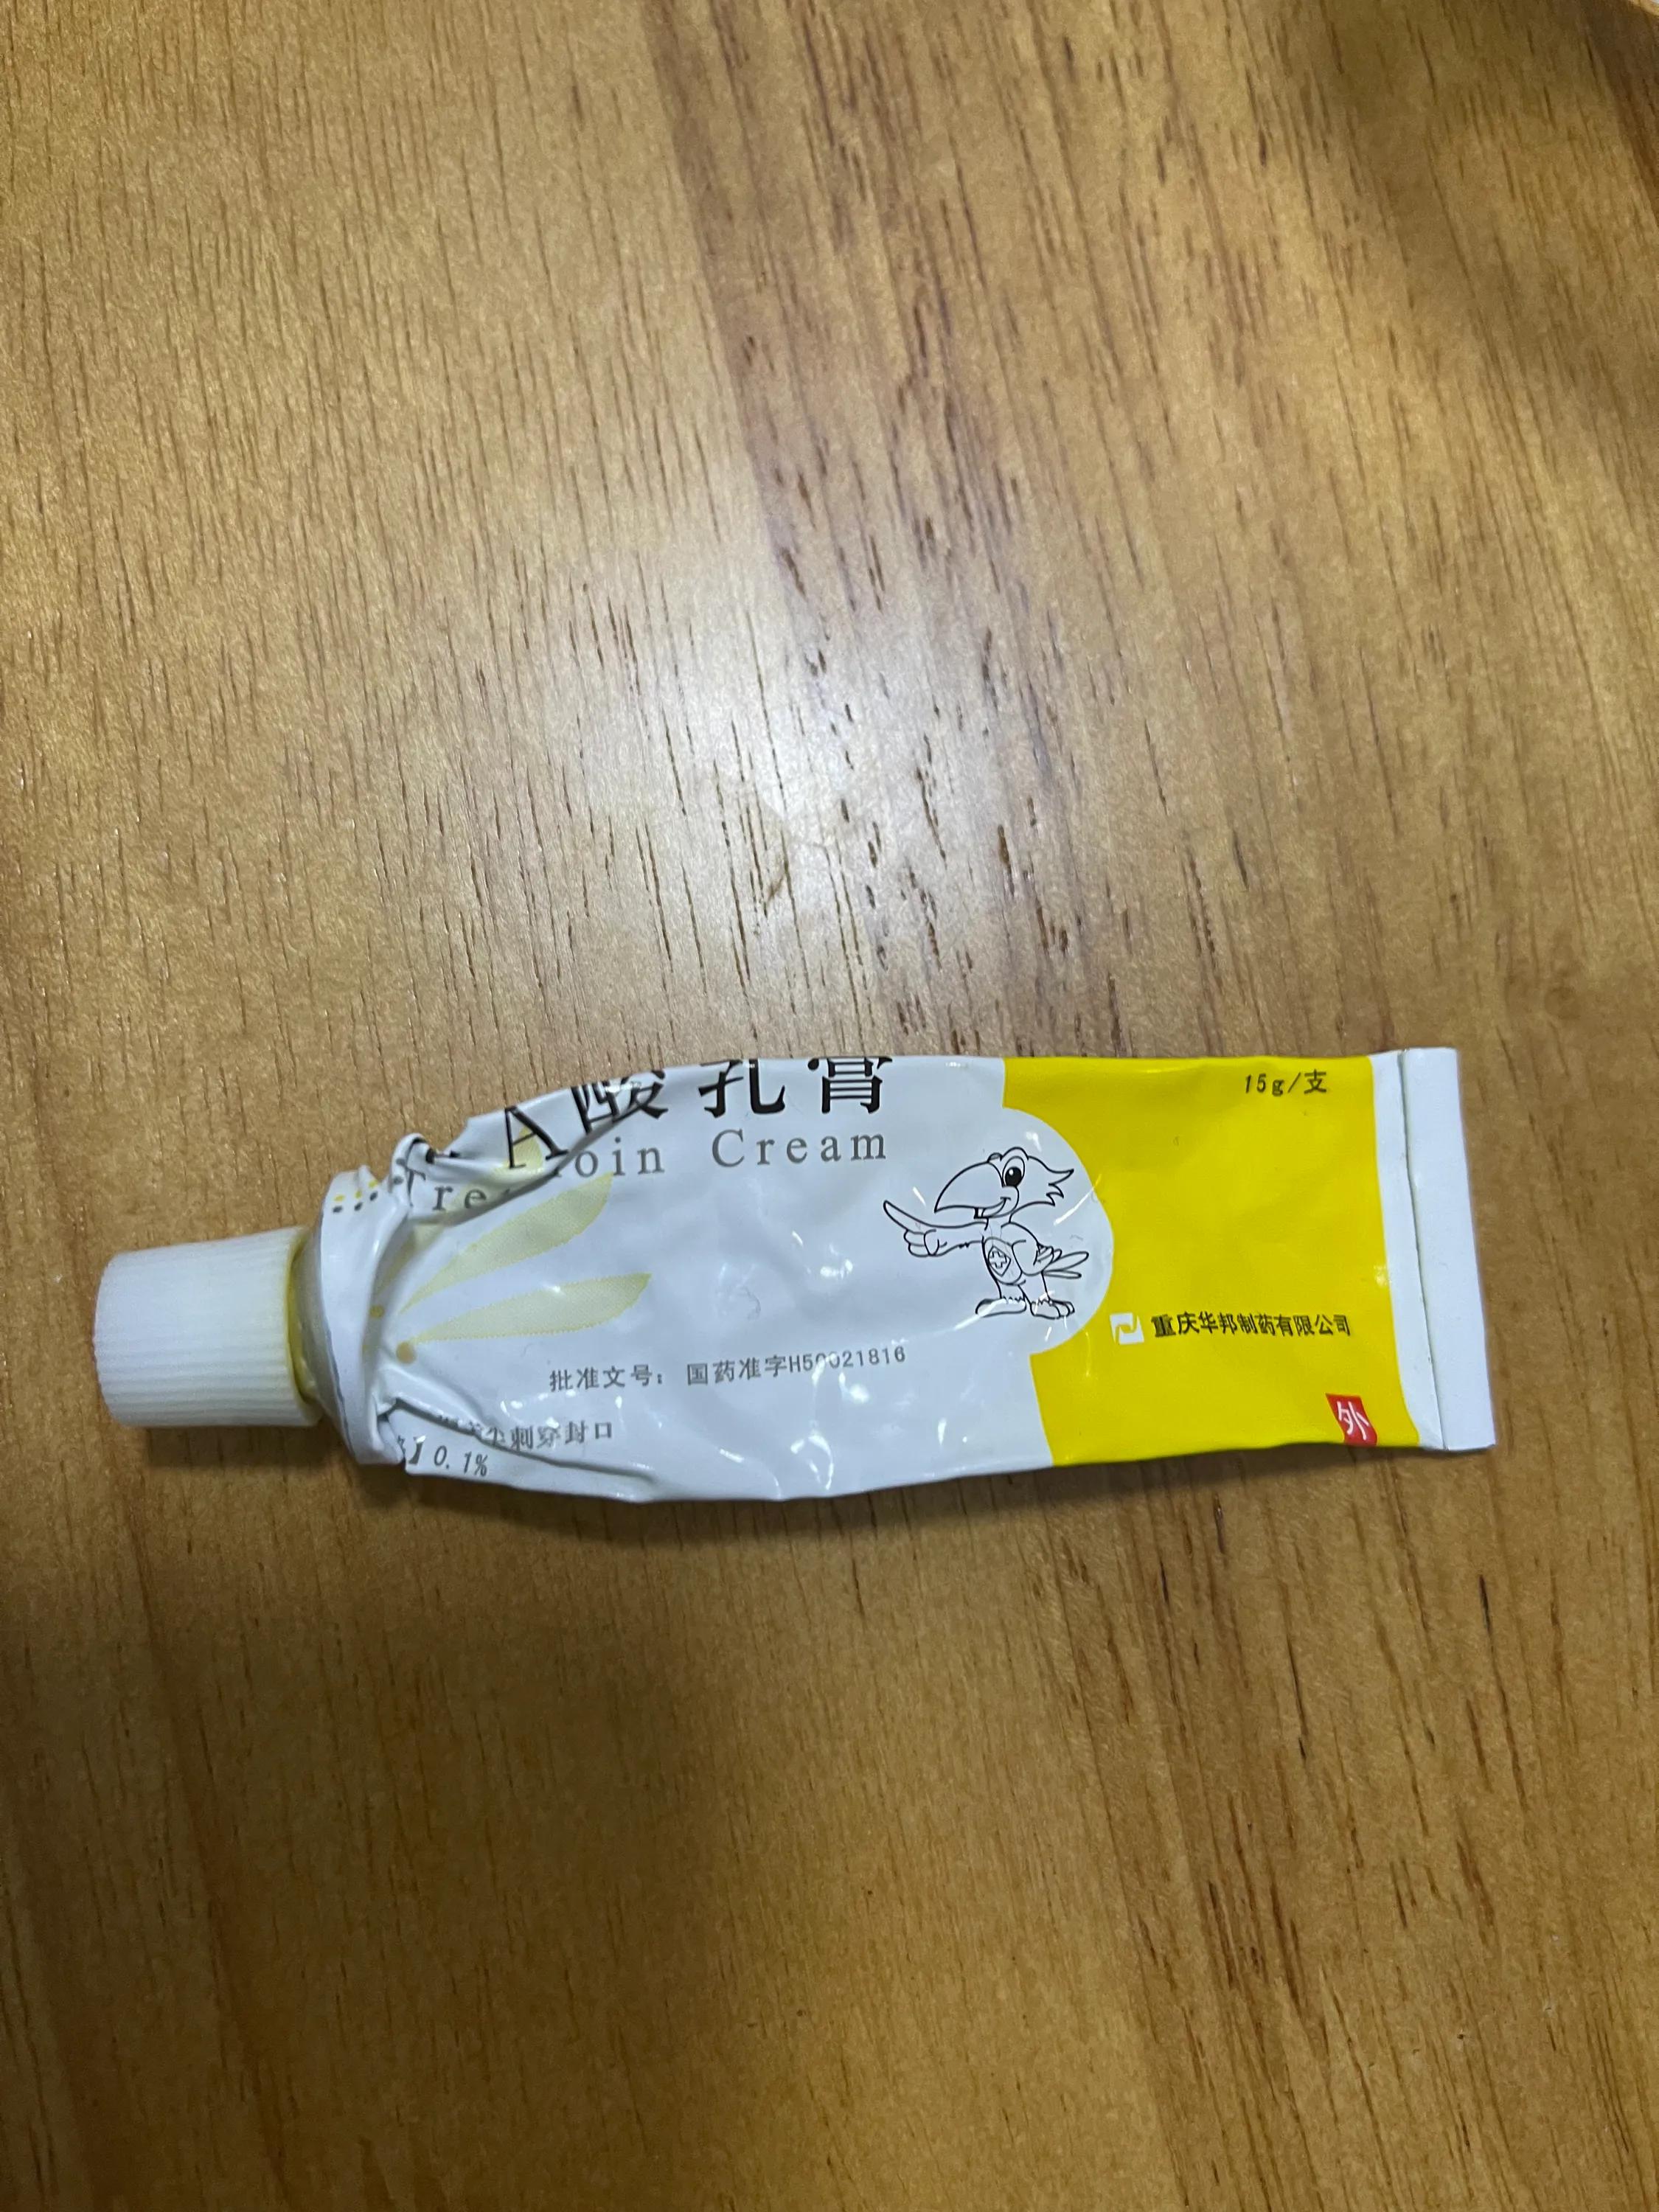 A酸乳膏
Cream
15g/支
重庆华邦制药有限公司
批准文号：国药准字H50021816
尖刺穿封口
0.1%
外